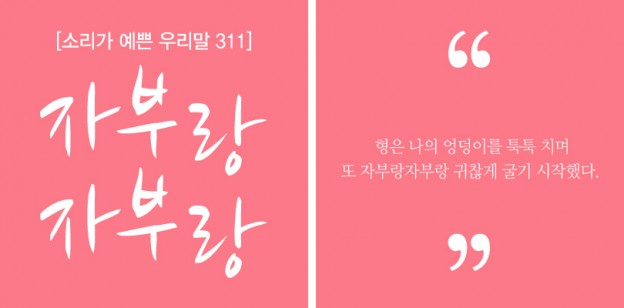 [소리가 예쁜 우리말 311]
자부랑
자부랑
“
형은 나의 엉덩이를 툭툭 치며
또 자부랑자부랑 귀찮게 굴기 시작했다.
”